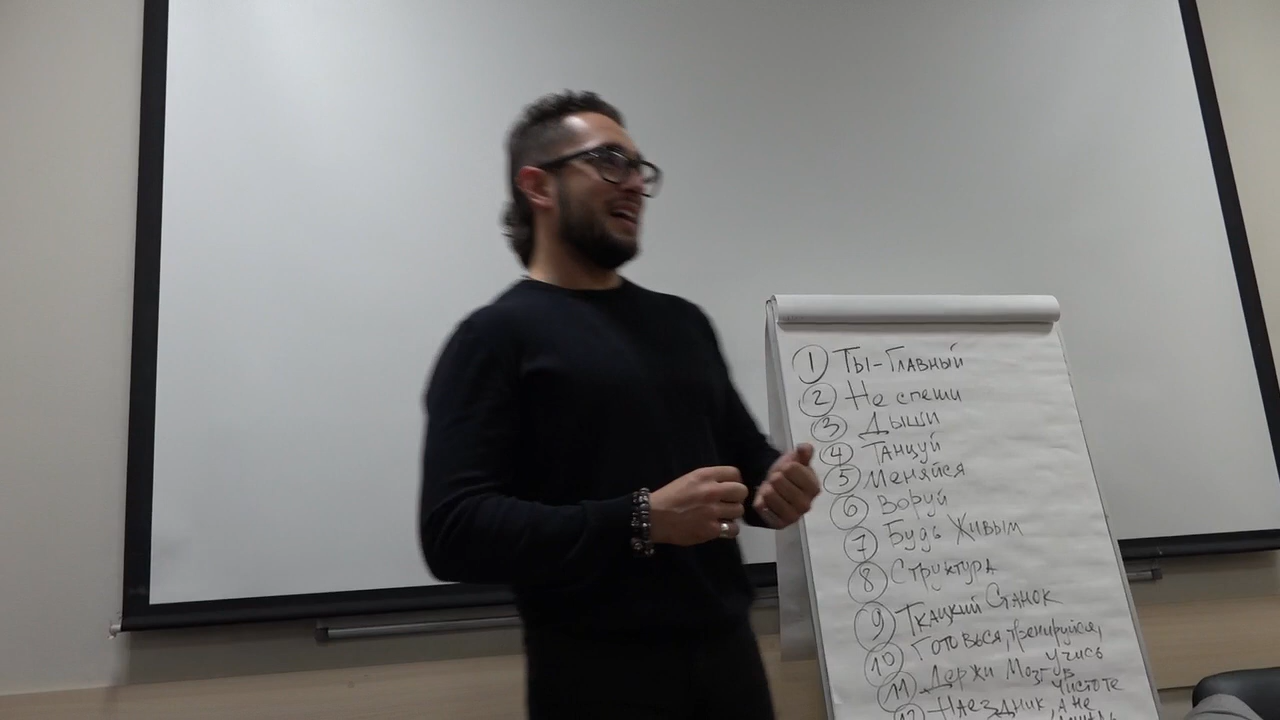 1 Ты-Главный
2 Не спеши
3 Дыши
4 Танцуй
5 Меняйся
6 Воруй
7 Будь Живым
8 Структура
9 Ткацкий Станок
10 Готовься, тренируйся,
учись
11 Держи Мозг в
чистоте
12 Наездник, а не